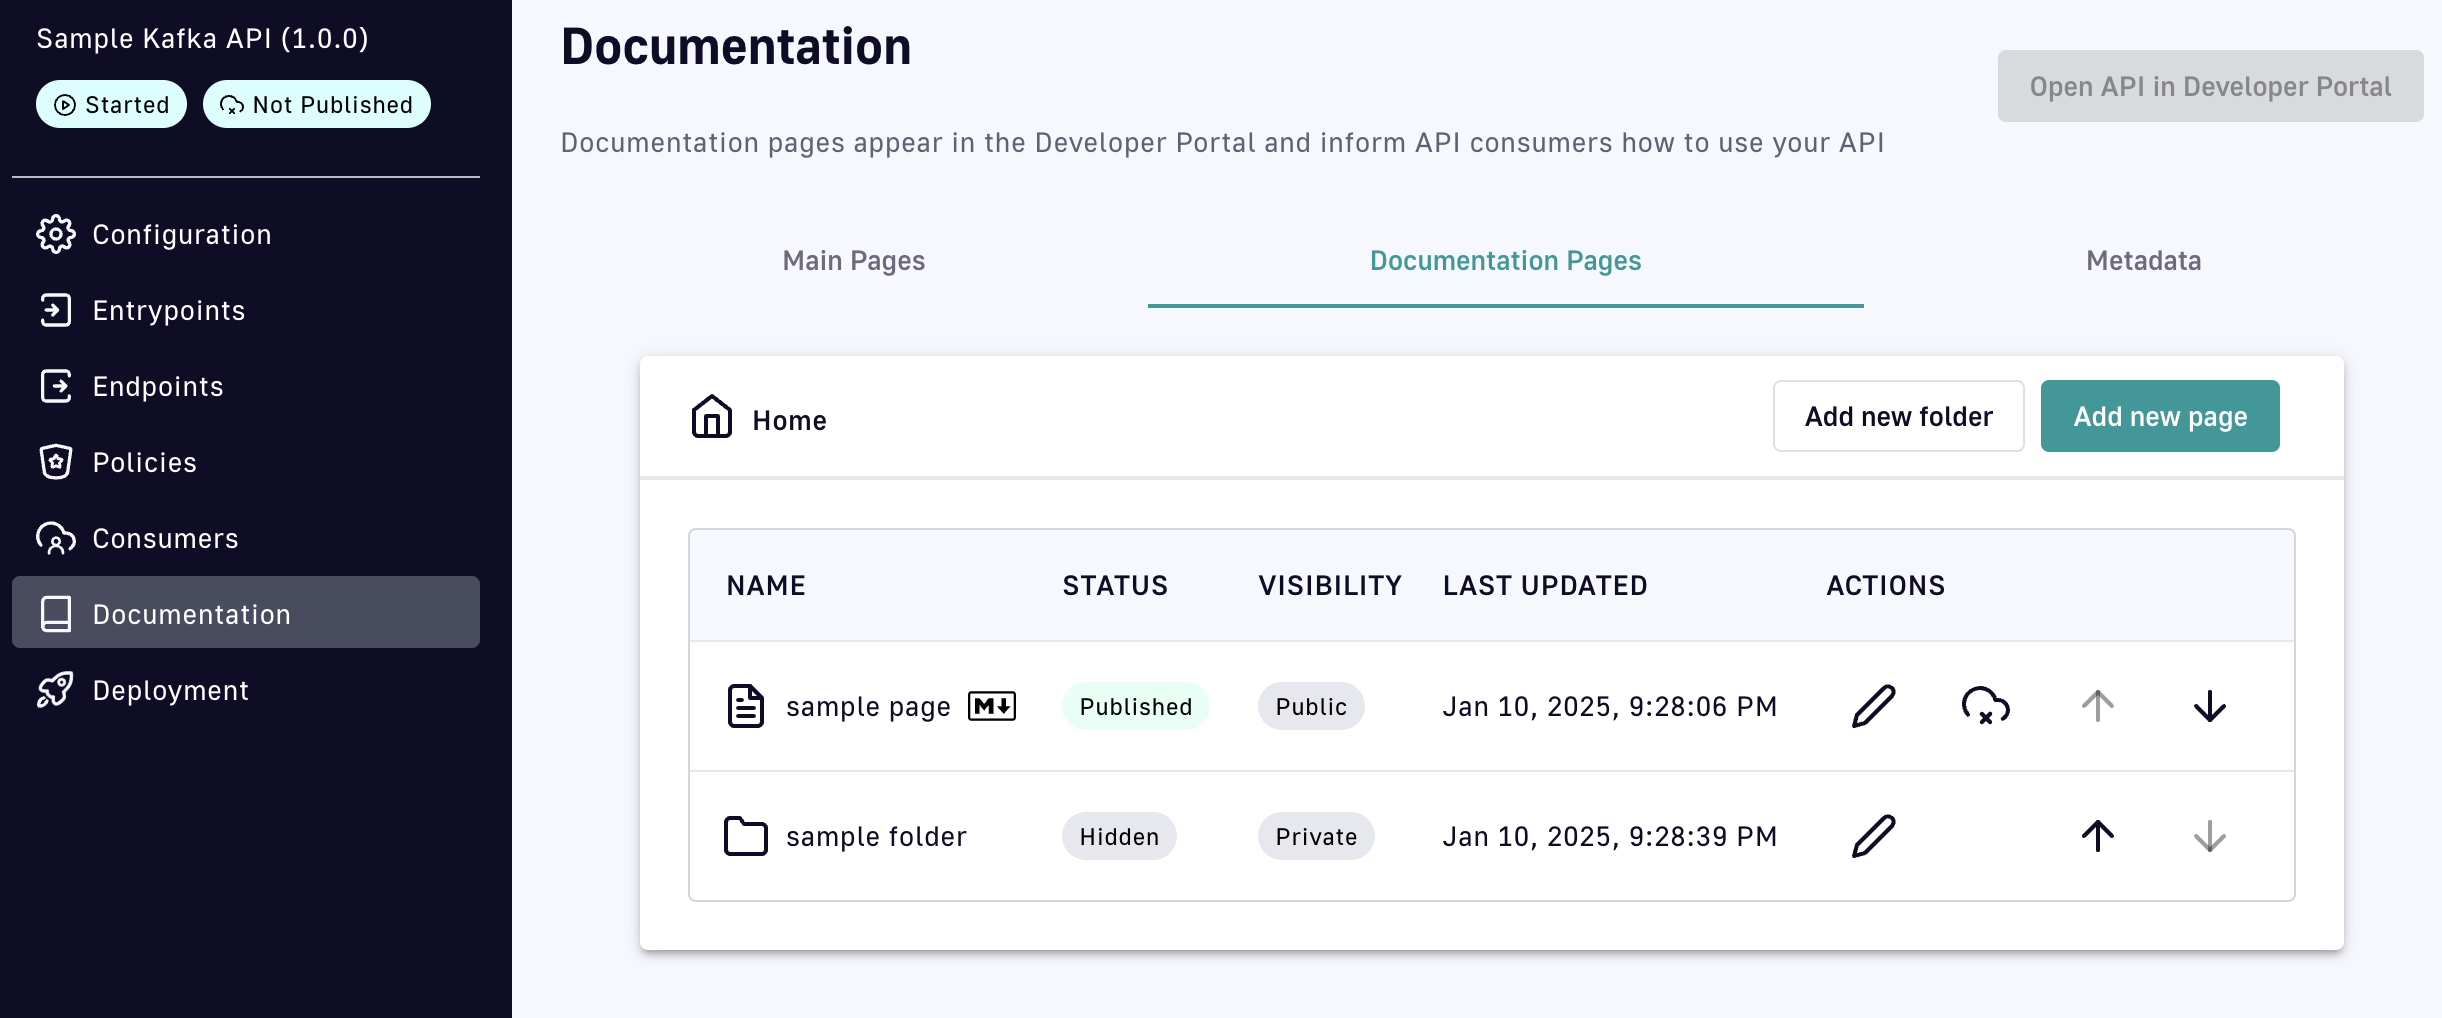 Sample Kafka API (1.0.0)
Started
Not Published
Configuration
Entrypoints
Endpoints
Policies
Consumers
Documentation
Deployment
Documentation
Open API in Developer Portal
Documentation pages appear in the Developer Portal and inform API consumers how to use your API
Main Pages
Documentation Pages
Metadata
Home
Add new folder
Add new page
NAME STATUS VISIBILITY LAST UPDATED ACTIONS
sample page M Published Public Jan 10, 2025, 9:28:06 PM
sample folder Hidden Private Jan 10, 2025, 9:28:39 PM